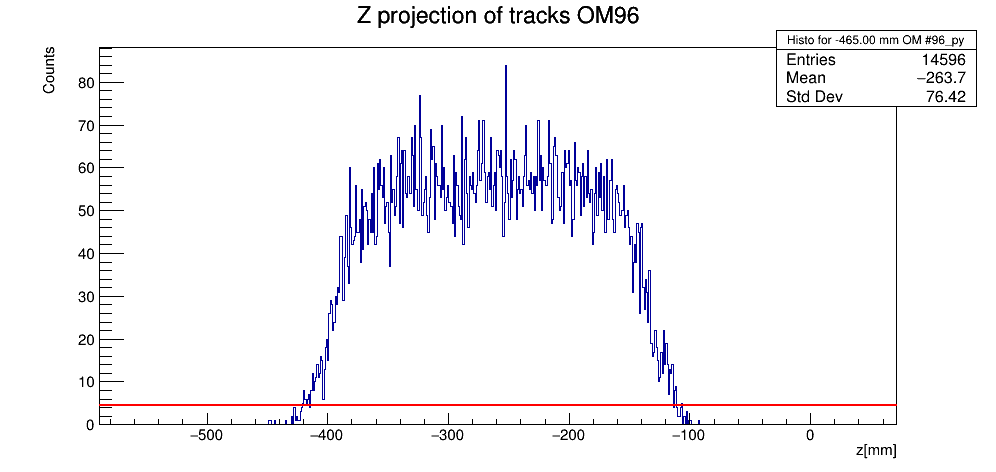 Z projection of tracks OM96
Histo for -465.00 mm OM #96_py
Entries 14596
Mean −263.7
Std Dev 76.42
Counts
80
70
60
50
40
30
20
10
0
−500 −400 −300 −200 −100 0
z[mm]